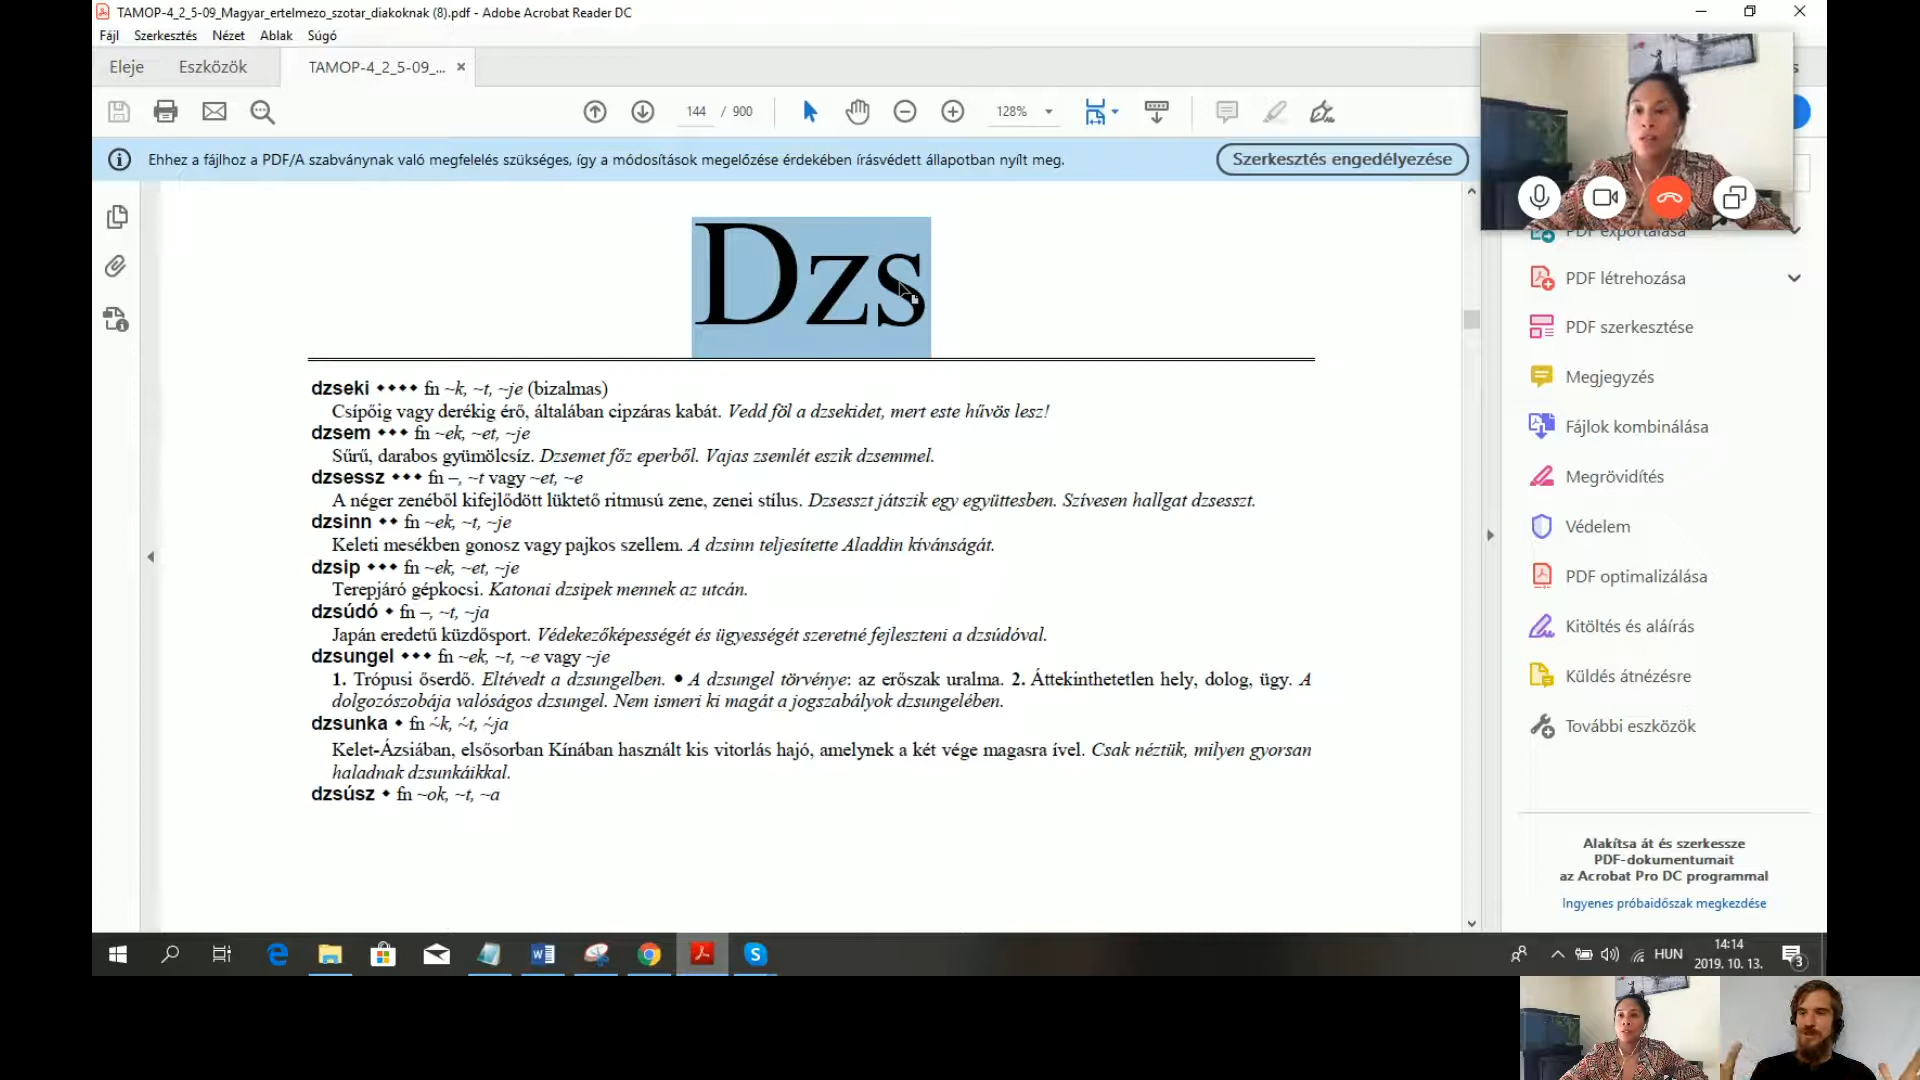 TAMOP-4_2_5-09_Magyar_ertelmezo_szotar_diakoknak (8).pdf - Adobe Acrobat Reader DC
Fájl Szerkesztés Nézet Ablak Súgó
Eleje Eszközök TAMOP-4_2_5-09_... ×
144 / 900 128%
Ehhez a fájlhoz a PDF/A szabványnak való megfelelés szükséges, így a módosítások megelőzése érdekében írásvédett állapotban nyílt meg. Szerkesztés engedélyezése
Dzs
dzseki ◆◆◆◆ fn ~k, ~t, ~je (bizalmas)
Csípőig vagy derékig érő, általában cipzáras kabát. Vedd föl a dzsekidet, mert este hűvös lesz!
dzsem ◆◆◆ fn ~ek, ~et, ~je
Sűrű, darabos gyümölcsíz. Dzsemet főz eperből. Vajas zsemlét eszik dzsemmel.
dzsessz ◆◆◆ fn –, ~t vagy ~et, ~e
A néger zenéből kifejlődött lüktető ritmusú zene, zenei stílus. Dzsesszt játszik egy együttesben. Szívesen hallgat dzsesszt.
dzsinn ◆◆ fn ~ek, ~t, ~je
Keleti mesékben gonosz vagy pajkos szellem. A dzsinn teljesítette Aladdin kívánságát.
dzsip ◆◆◆ fn ~ek, ~et, ~je
Terepjáró gépkocsi. Katonai dzsipek mennek az utcán.
dzsúdó ◆ fn –, ~t, ~ja
Japán eredetű küzdősport. Védekezőképességét és ügyességét szeretné fejleszteni a dzsúdóval.
dzsungel ◆◆◆ fn ~ek, ~t, ~e vagy ~je
1. Trópusi őserdő. Eltévedt a dzsungelben. ● A dzsungel törvénye: az erőszak uralma. 2. Áttekinthetetlen hely, dolog, ügy. A
dolgozószobája valóságos dzsungel. Nem ismeri ki magát a jogszabályok dzsungelében.
dzsunka ◆ fn ~́k, ~́t, ~́ja
Kelet-Ázsiában, elsősorban Kínában használt kis vitorlás hajó, amelynek a két vége magasra ível. Csak néztük, milyen gyorsan
haladnak dzsunkáikkal.
dzsúsz ◆ fn ~ok, ~t, ~a
PDF exportálása
PDF létrehozása
PDF szerkesztése
Megjegyzés
Fájlok kombinálása
Megrövidítés
Védelem
PDF optimalizálása
Kitöltés és aláírás
Küldés átnézésre
További eszközök
Alakítsa át és szerkessze
PDF-dokumentumait
az Acrobat Pro DC programmal
Ingyenes próbaidőszak megkezdése
HUN
14:14
2019. 10. 13.
3